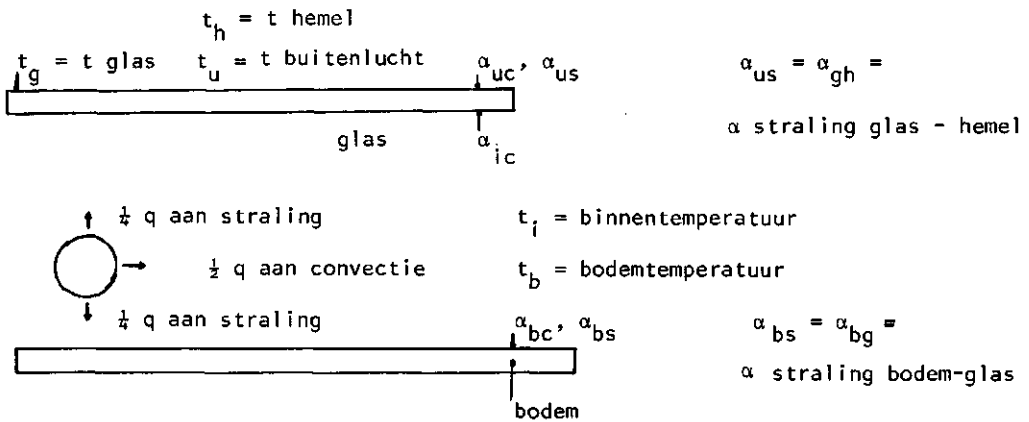 t_h = t hemel
t_g = t glas t_u = t buitenlucht α_uc, α_us α_us = α_gh =
α straling glas - hemel
glas α_ic
¼ q aan straling t_i = binnentemperatuur
½ q aan convectie t_b = bodemtemperatuur
¼ q aan straling α_bc, α_bs α_bs = α_bg =
α straling bodem-glas
bodem